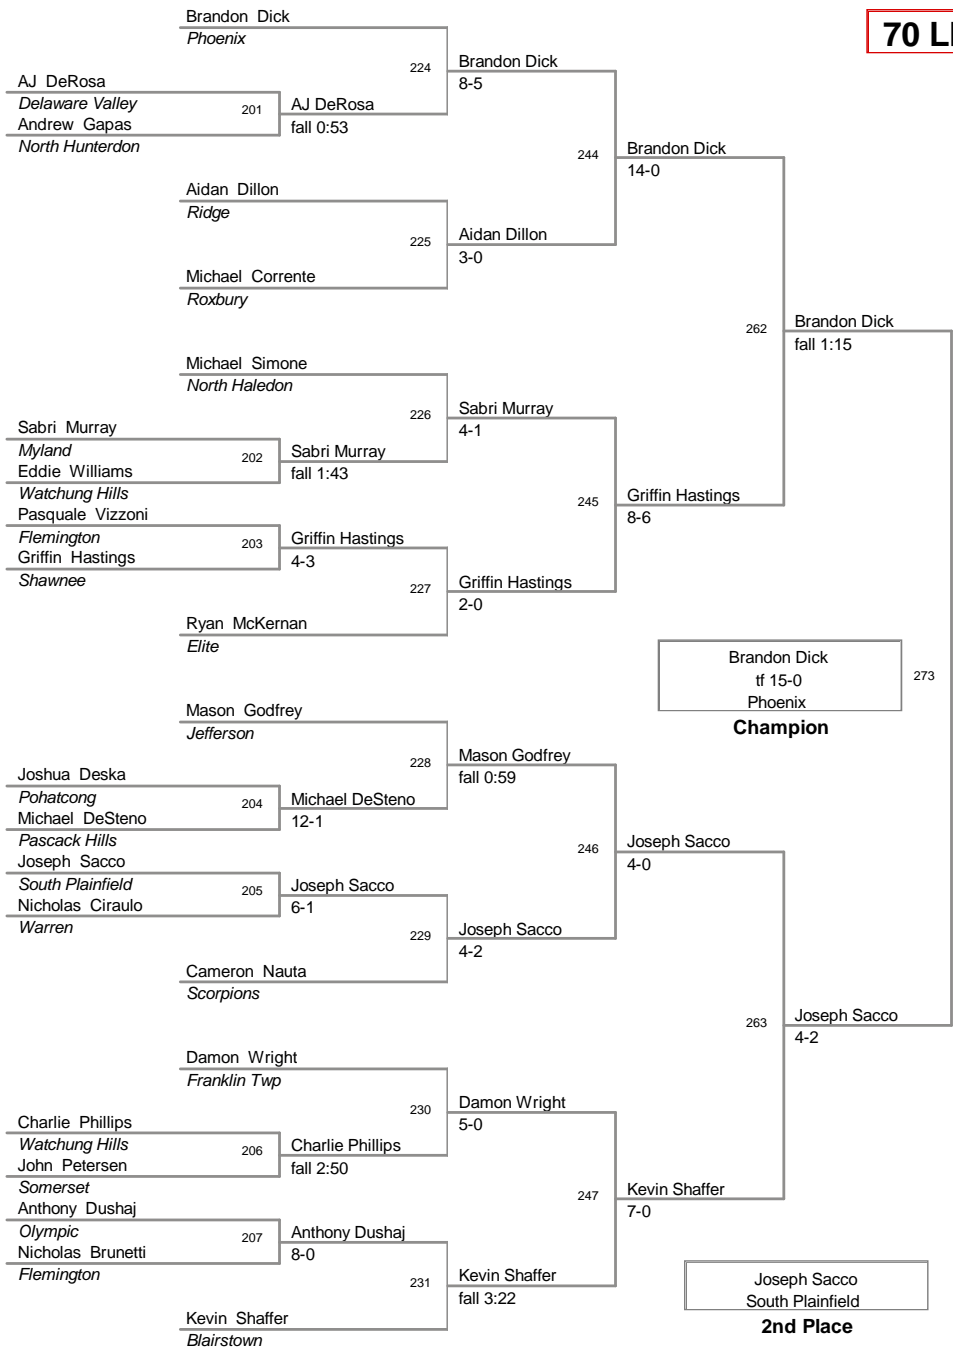 Brandon Dick
Phoenix
70 L
224
Brandon Dick
8-5
AJ DeRosa
Delaware Valley
201
AJ DeRosa
fall 0:53
Andrew Gapas
North Hunterdon
244
Brandon Dick
14-0
Aidan Dillon
Ridge
225
Aidan Dillon
3-0
Michael Corrente
Roxbury
262
Brandon Dick
fall 1:15
Michael Simone
North Haledon
226
Sabri Murray
4-1
Sabri Murray
Myland
202
Sabri Murray
fall 1:43
Eddie Williams
Watchung Hills
245
Griffin Hastings
8-6
Pasquale Vizzoni
Flemington
203
Griffin Hastings
4-3
Griffin Hastings
Shawnee
227
Griffin Hastings
2-0
Ryan McKernan
Elite
Brandon Dick
tf 15-0
Phoenix
273
Champion
Mason Godfrey
Jefferson
228
Mason Godfrey
fall 0:59
Joshua Deska
Pohatcong
204
Michael DeSteno
12-1
Michael DeSteno
Pascack Hills
246
Joseph Sacco
4-0
Joseph Sacco
South Plainfield
205
Joseph Sacco
6-1
Nicholas Ciraulo
Warren
229
Joseph Sacco
4-2
Cameron Nauta
Scorpions
263
Joseph Sacco
4-2
Damon Wright
Franklin Twp
230
Damon Wright
5-0
Charlie Phillips
Watchung Hills
206
Charlie Phillips
fall 2:50
John Petersen
Somerset
247
Kevin Shaffer
7-0
Anthony Dushaj
Olympic
207
Anthony Dushaj
8-0
Nicholas Brunetti
Flemington
231
Kevin Shaffer
fall 3:22
Kevin Shaffer
Blairstown
Joseph Sacco
South Plainfield
2nd Place